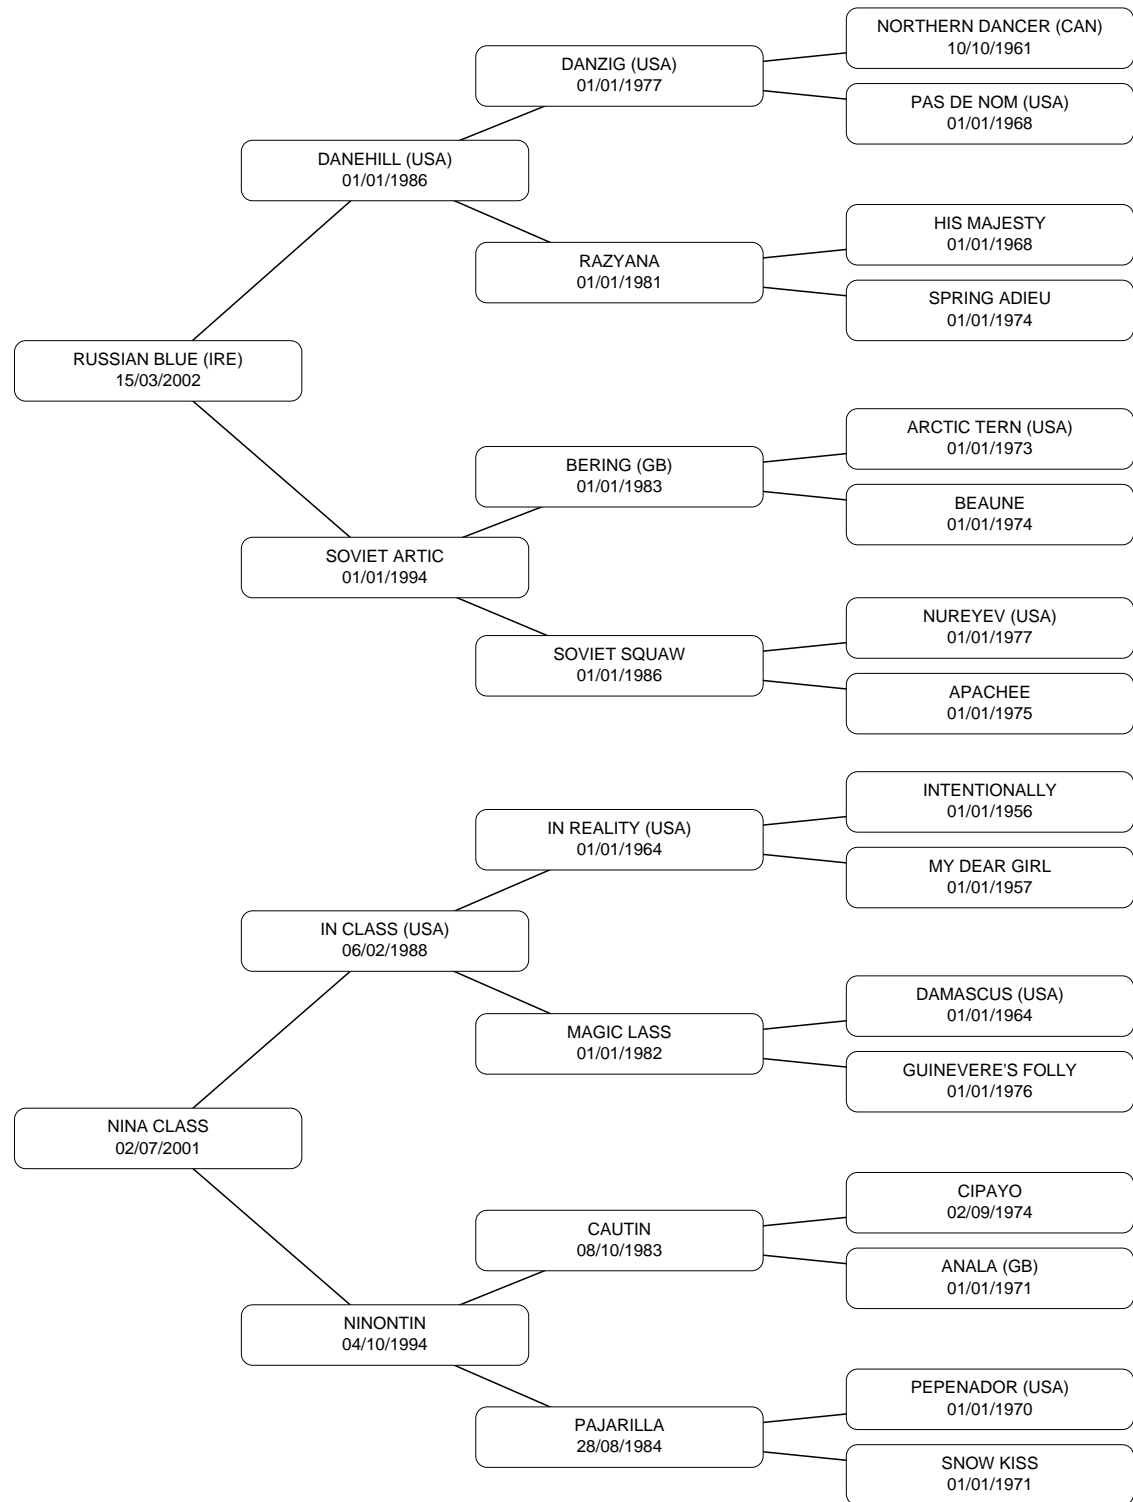 NORTHERN DANCER (CAN)
10/10/1961
DANZIG (USA)
01/01/1977
PAS DE NOM (USA)
01/01/1968
DANEHILL (USA)
01/01/1986
HIS MAJESTY
01/01/1968
RAZYANA
01/01/1981
SPRING ADIEU
01/01/1974
RUSSIAN BLUE (IRE)
15/03/2002
ARCTIC TERN (USA)
01/01/1973
BERING (GB)
01/01/1983
BEAUNE
01/01/1974
SOVIET ARTIC
01/01/1994
NUREYEV (USA)
01/01/1977
SOVIET SQUAW
01/01/1986
APACHEE
01/01/1975
INTENTIONALLY
01/01/1956
IN REALITY (USA)
01/01/1964
MY DEAR GIRL
01/01/1957
IN CLASS (USA)
06/02/1988
DAMASCUS (USA)
01/01/1964
MAGIC LASS
01/01/1982
GUINEVERE'S FOLLY
01/01/1976
NINA CLASS
02/07/2001
CIPAYO
02/09/1974
CAUTIN
08/10/1983
ANALA (GB)
01/01/1971
NINONTIN
04/10/1994
PEPENADOR (USA)
01/01/1970
PAJARILLA
28/08/1984
SNOW KISS
01/01/1971